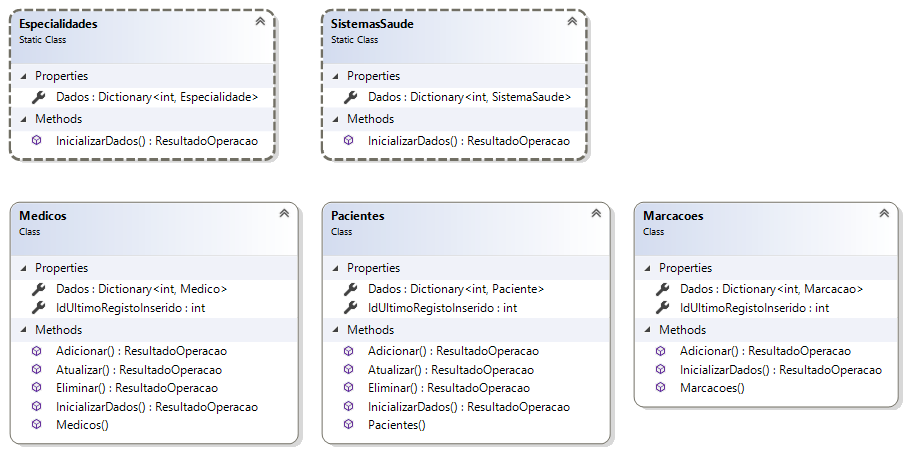 Especialidades
Static Class
Properties
Dados : Dictionary<int, Especialidade>
Methods
InicializarDados() : ResultadoOperacao
SistemasSaude
Static Class
Properties
Dados : Dictionary<int, SistemaSaude>
Methods
InicializarDados() : ResultadoOperacao
Medicos
Class
Properties
Dados : Dictionary<int, Medico>
IdUltimoRegistoInserido : int
Methods
Adicionar() : ResultadoOperacao
Atualizar() : ResultadoOperacao
Eliminar() : ResultadoOperacao
InicializarDados() : ResultadoOperacao
Medicos()
Pacientes
Class
Properties
Dados : Dictionary<int, Paciente>
IdUltimoRegistoInserido : int
Methods
Adicionar() : ResultadoOperacao
Atualizar() : ResultadoOperacao
Eliminar() : ResultadoOperacao
InicializarDados() : ResultadoOperacao
Pacientes()
Marcacoes
Class
Properties
Dados : Dictionary<int, Marcacao>
IdUltimoRegistoInserido : int
Methods
Adicionar() : ResultadoOperacao
InicializarDados() : ResultadoOperacao
Marcacoes()